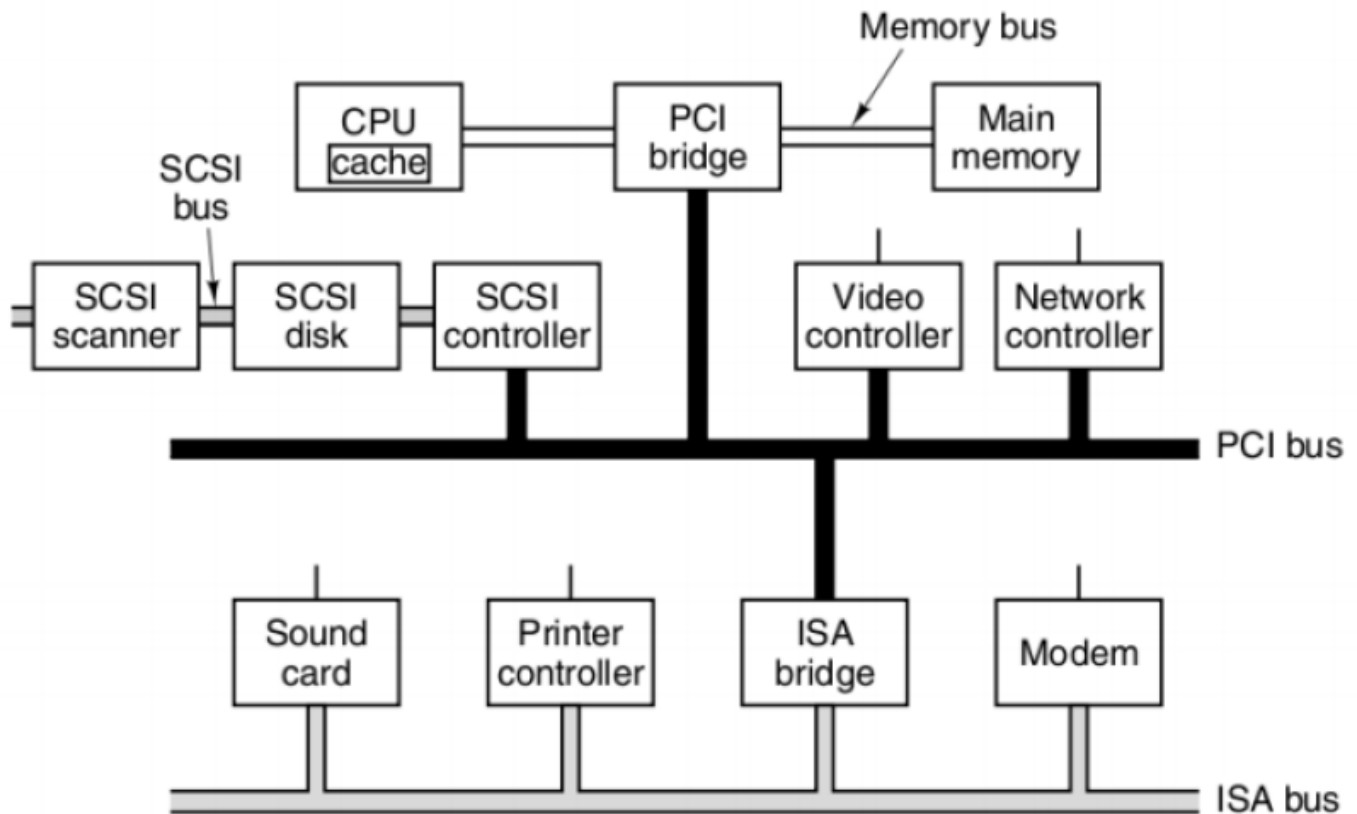 Memory bus
CPU
cache
PCI
bridge
Main
memory
SCSI
bus
SCSI
scanner
SCSI
disk
SCSI
controller
Video
controller
Network
controller
PCI bus
Sound
card
Printer
controller
ISA
bridge
Modem
ISA bus